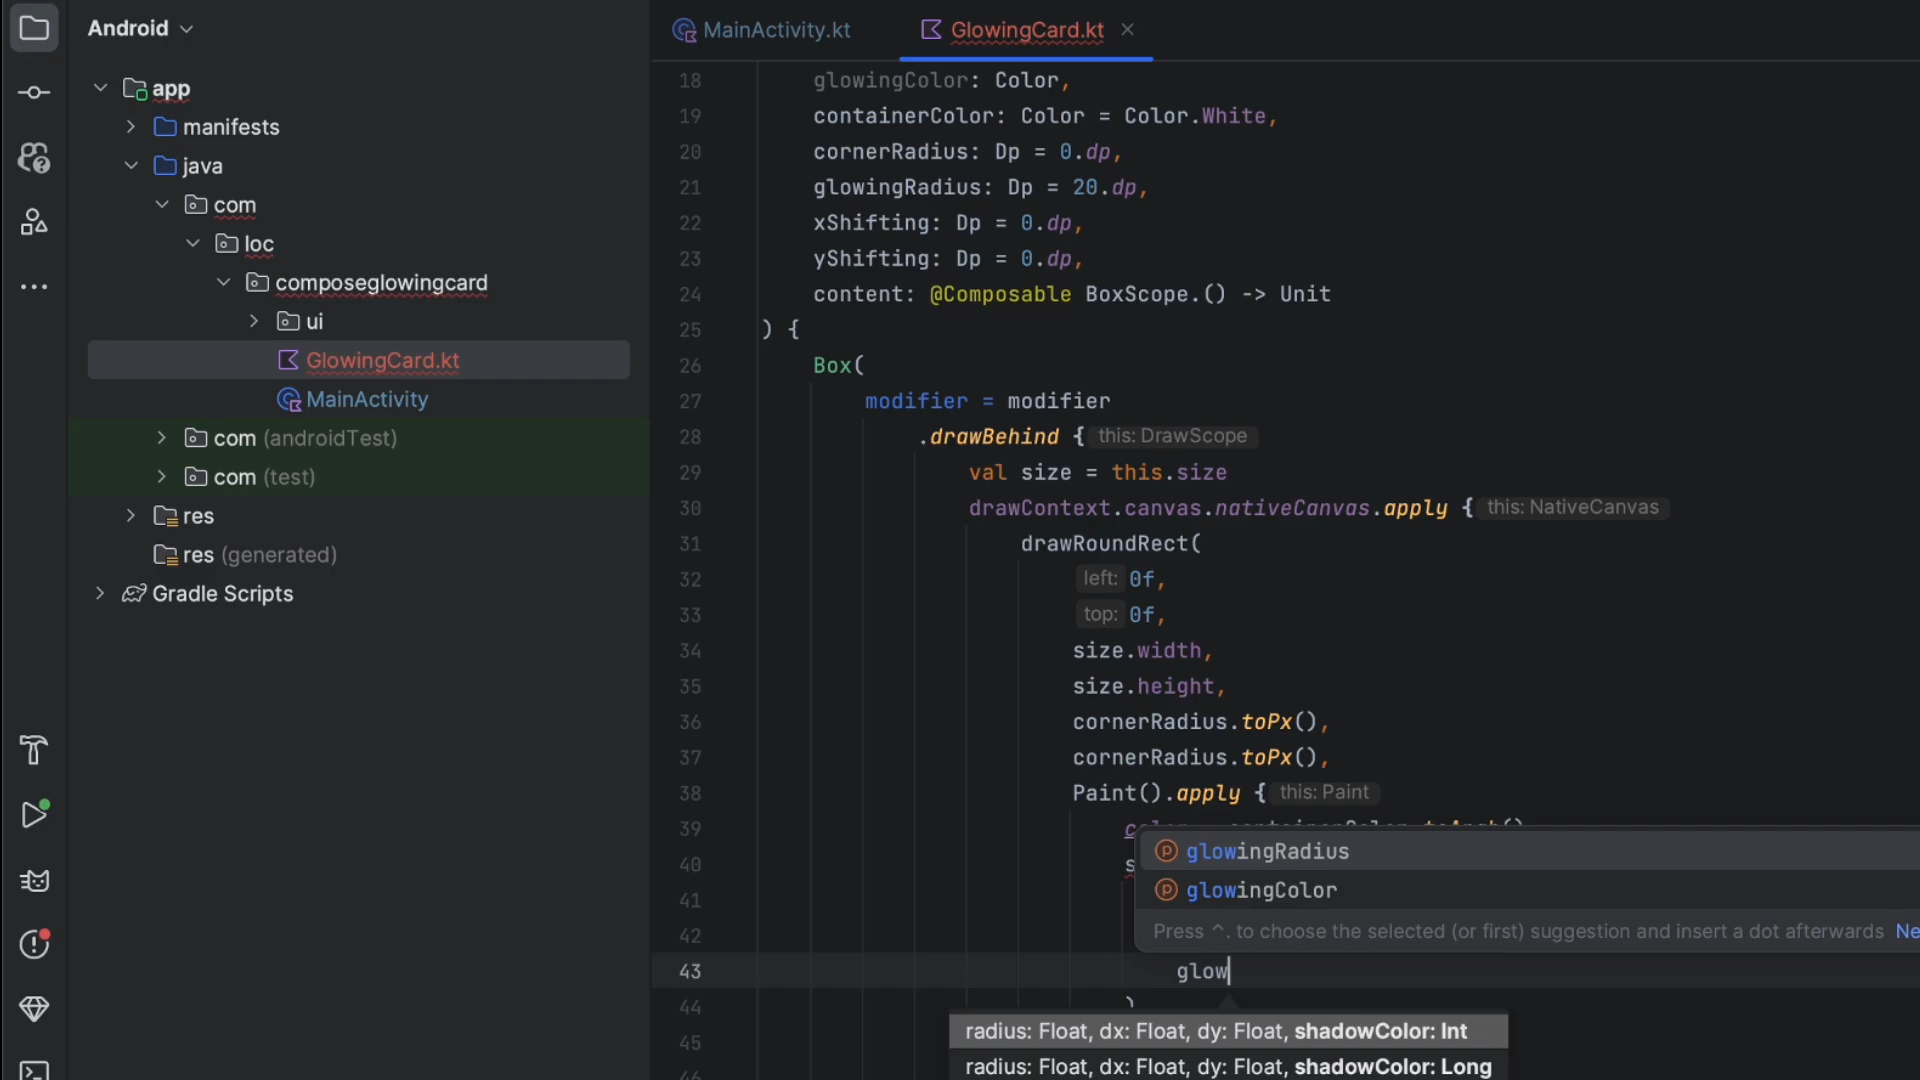 Android
app
manifests
java
com
loc
composeglowingcard
ui
GlowingCard.kt
MainActivity
com (androidTest)
com (test)
res
res (generated)
Gradle Scripts
MainActivity.kt
GlowingCard.kt
18 glowingColor: Color,
19 containerColor: Color = Color.White,
20 cornerRadius: Dp = 0.dp,
21 glowingRadius: Dp = 20.dp,
22 xShifting: Dp = 0.dp,
23 yShifting: Dp = 0.dp,
24 content: @Composable BoxScope.() -> Unit
25 ) {
26 Box(
27 modifier = modifier
28 .drawBehind { this: DrawScope
29 val size = this.size
30 drawContext.canvas.nativeCanvas.apply { this: NativeCanvas
31 drawRoundRect(
32 left: 0f,
33 top: 0f,
34 size.width,
35 size.height,
36 cornerRadius.toPx(),
37 cornerRadius.toPx(),
38 Paint().apply { this: Paint
39
40 s
glowingRadius
41
glowingColor
42
Press ^. to choose the selected (or first) suggestion and insert a dot afterwards Ne
43 glow
44 )
45
radius: Float, dx: Float, dy: Float, shadowColor: Int
46
radius: Float, dx: Float, dy: Float, shadowColor: Long